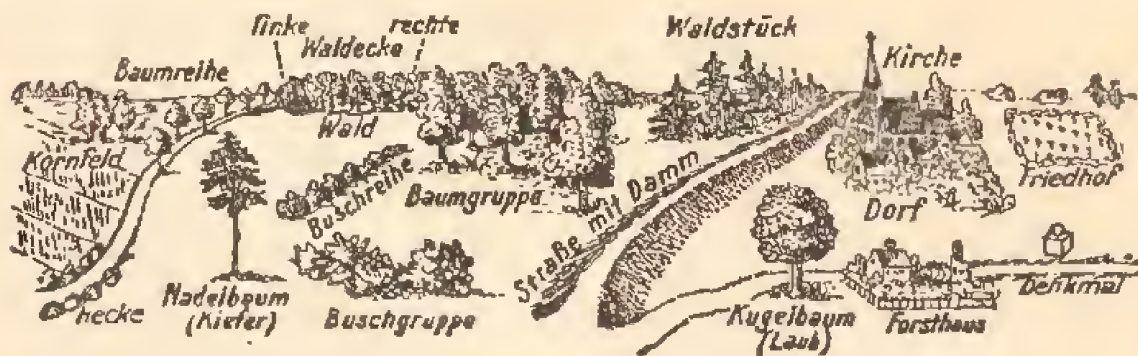 linke
rechte
Waldecke
Waldstück
Kirche
Baumreihe
Wald
Kornfeld
Buschreihe
Baumgruppe
Straße mit Damm
Friedhof
Dorf
Hecke
Nadelbaum
(Kiefer)
Buschgruppe
Kugelbaum
(Laub)
Forsthaus
Denkmal